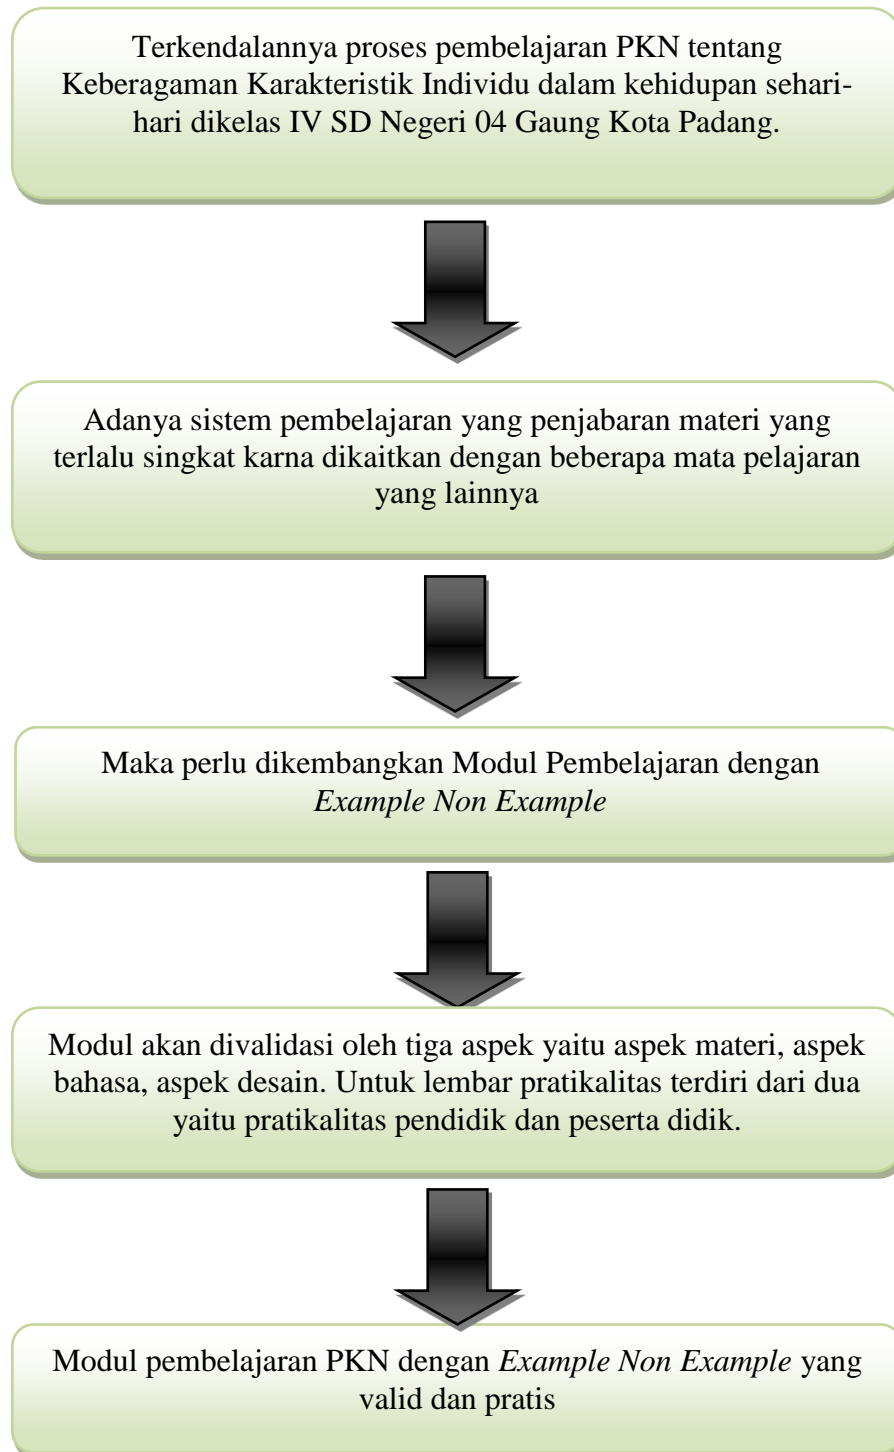 Terkendalannya proses pembelajaran PKN tentang
Keberagaman Karakteristik Individu dalam kehidupan sehari-
hari dikelas IV SD Negeri 04 Gaung Kota Padang.
Adanya sistem pembelajaran yang penjabaran materi yang
terlalu singkat karna dikaitkan dengan beberapa mata pelajaran
yang lainnya
Maka perlu dikembangkan Modul Pembelajaran dengan
Example Non Example
Modul akan divalidasi oleh tiga aspek yaitu aspek materi, aspek
bahasa, aspek desain. Untuk lembar pratikalitas terdiri dari dua
yaitu pratikalitas pendidik dan peserta didik.
Modul pembelajaran PKN dengan Example Non Example yang
valid dan pratis